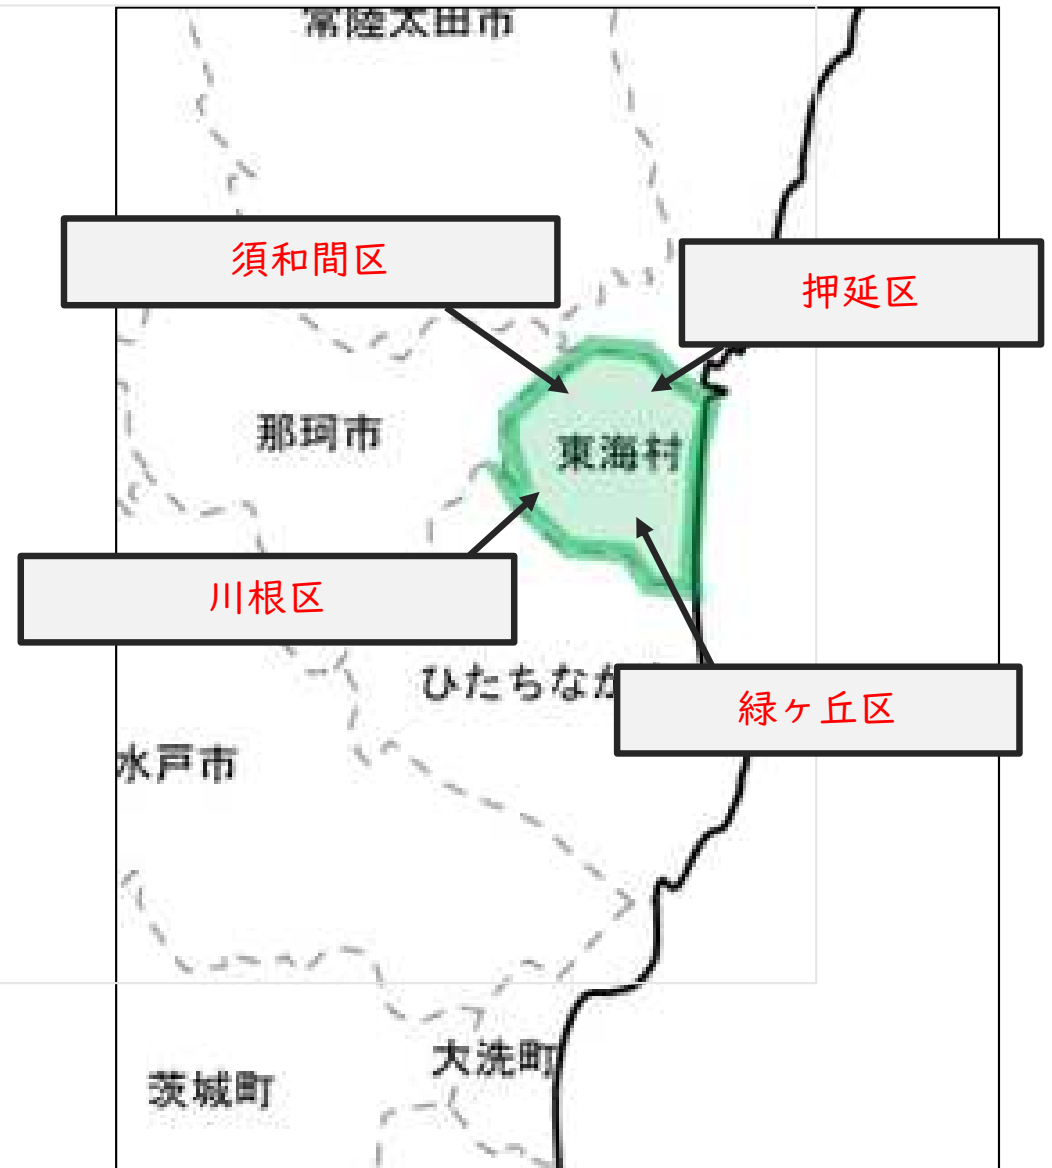 常陸太田市
須和間区
押延区
那珂市
東海村
川根区
ひたちなか
緑ヶ丘区
水戸市
大洗町
茨城町